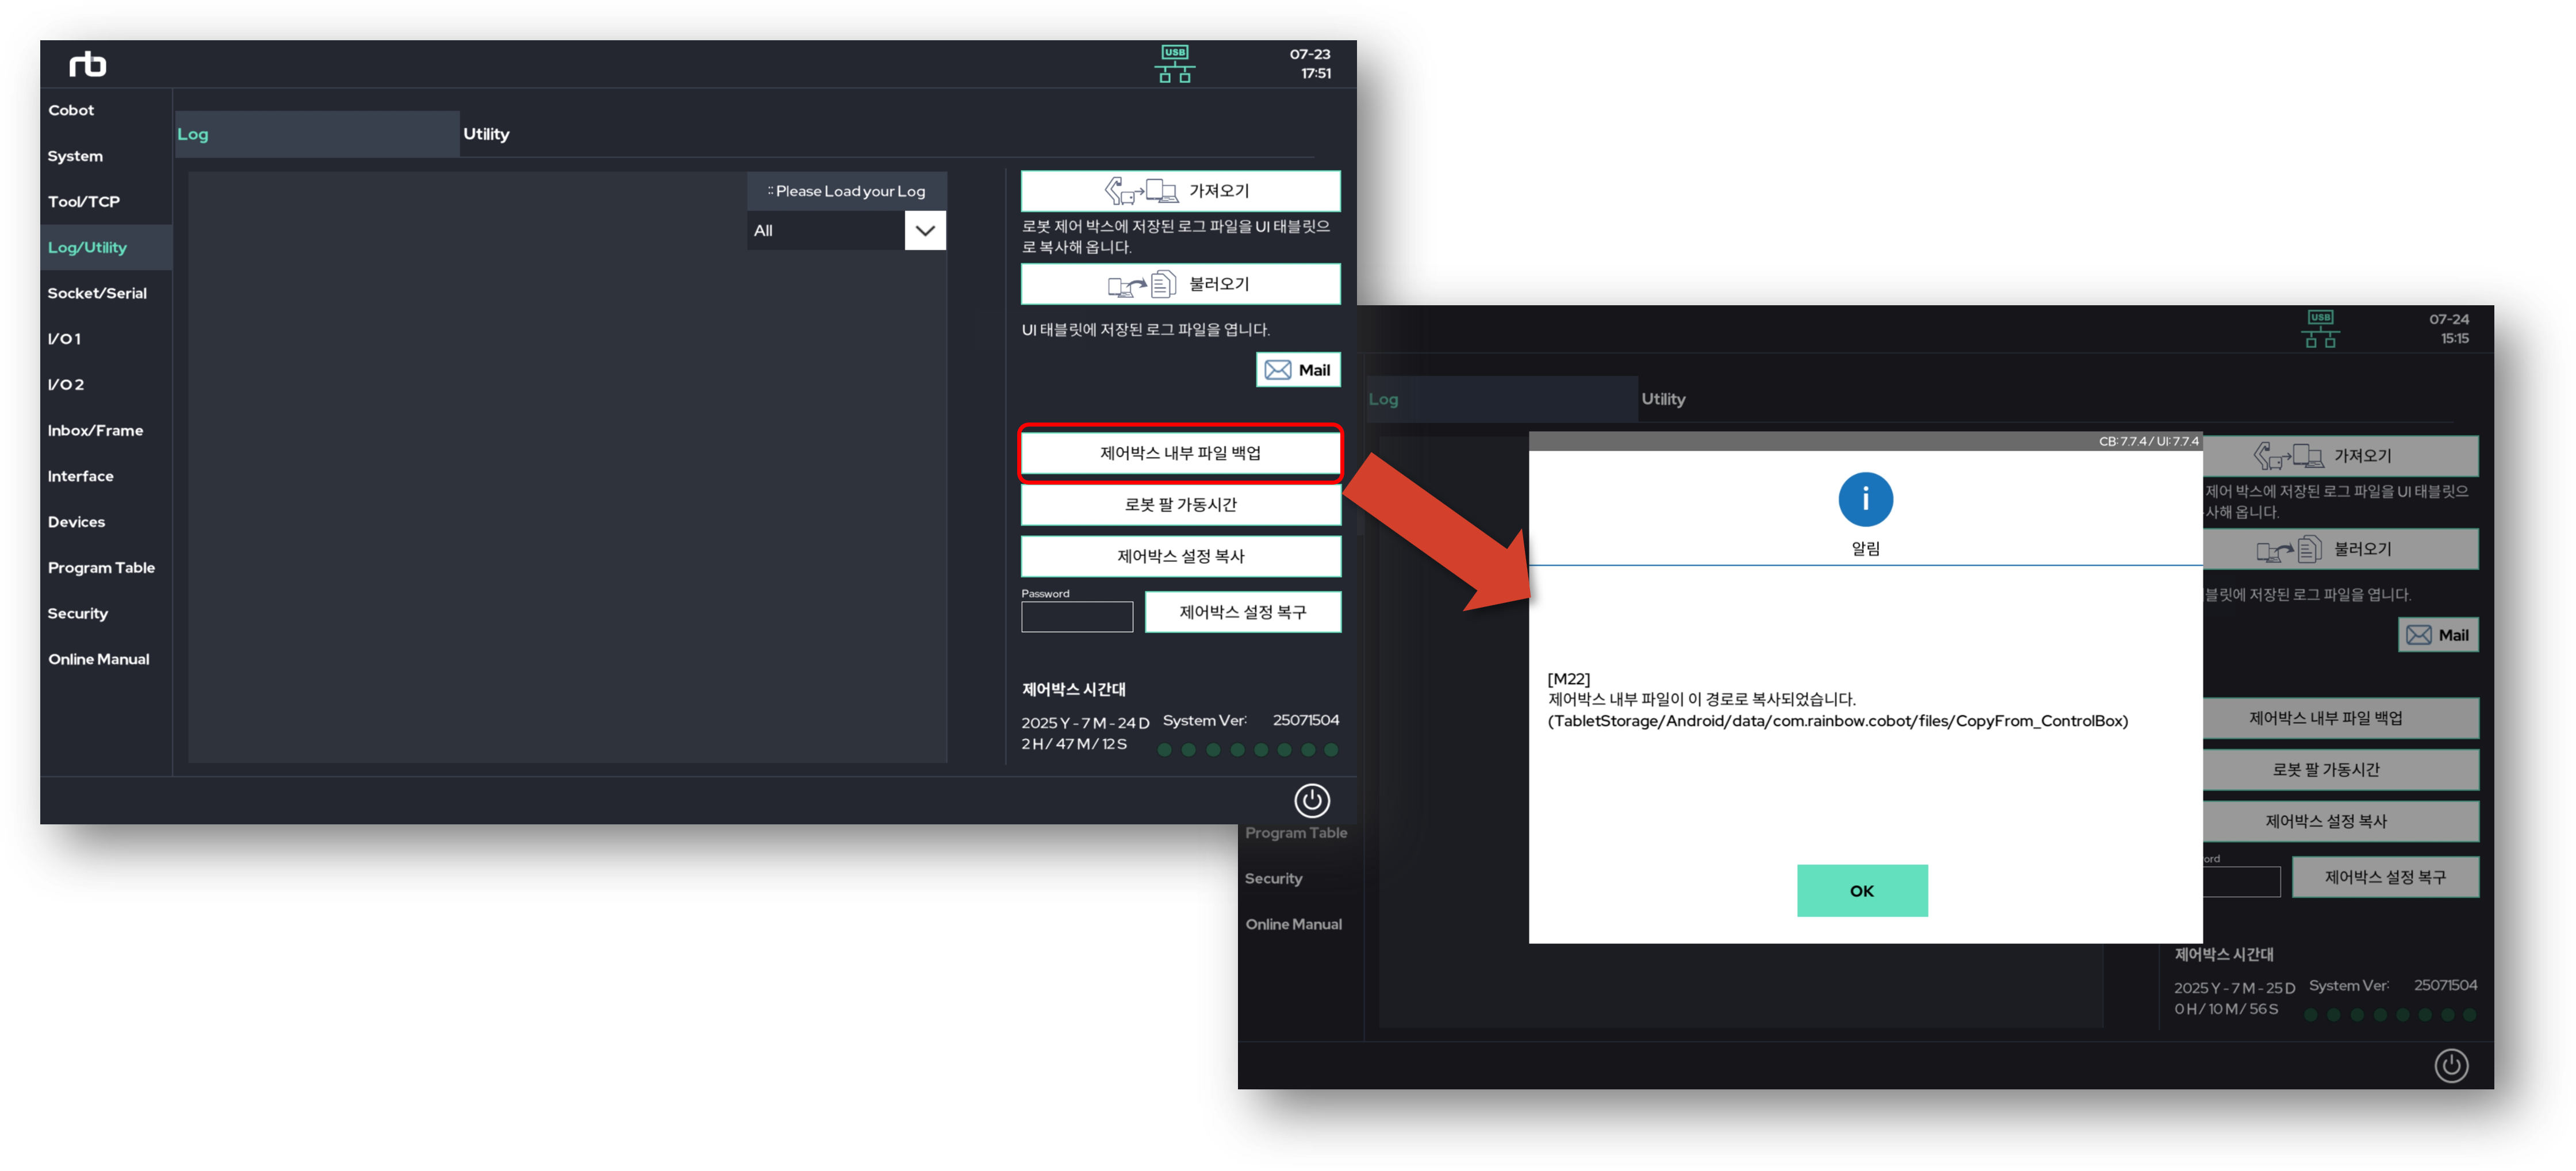 rb
USB
07-23
17:51
Cobot
System
Tool/TCP
Log/Utility
Socket/Serial
I/O 1
I/O 2
Inbox/Frame
Interface
Devices
Program Table
Security
Online Manual
Log
Utility
:: Please Load your Log
All
가져오기
로봇 제어 박스에 저장된 로그 파일을 UI 태블릿으
로 복사해 옵니다.
불러오기
UI 태블릿에 저장된 로그 파일을 엽니다.
Mail
제어박스 내부 파일 백업
로봇 팔 가동시간
제어박스 설정 복사
Password
제어박스 설정 복구
제어박스 시간대
2025 Y - 7 M - 24 D
System Ver:
25071504
2 H / 47 M / 12 S
USB
07-24
15:15
Log
Utility
CB: 7.7.4 / UI: 7.7.4
알림
[M22]
제어박스 내부 파일이 이 경로로 복사되었습니다.
(TabletStorage/Android/data/com.rainbow.cobot/files/CopyFrom_ControlBox)
OK
가져오기
제어 박스에 저장된 로그 파일을 UI 태블릿으
사해 옵니다.
불러오기
블릿에 저장된 로그 파일을 엽니다.
Mail
제어박스 내부 파일 백업
로봇 팔 가동시간
제어박스 설정 복사
ord
제어박스 설정 복구
Program Table
Security
Online Manual
제어박스 시간대
2025 Y - 7 M - 25 D
System Ver:
25071504
0 H / 10 M / 56 S